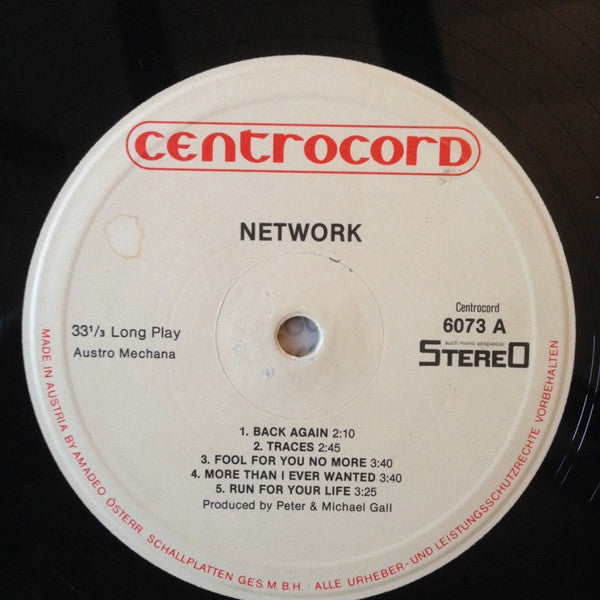 centrocord
NETWORK
33 1/3 Long Play
Austro Mechana
Centrocord
6073 A
auch mono abspielbar
STEREO
1. BACK AGAIN 2:10
2. TRACES 2:45
3. FOOL FOR YOU NO MORE 3:40
4. MORE THAN I EVER WANTED 3:40
5. RUN FOR YOUR LIFE 3:25
Produced by Peter & Michael Gall
MADE IN AUSTRIA BY AMADEO ÖSTERR. SCHALLPLATTEN GES.M.B.H. · ALLE URHEBER- UND LEISTUNGSSCHUTZRECHTE VORBEHALTEN